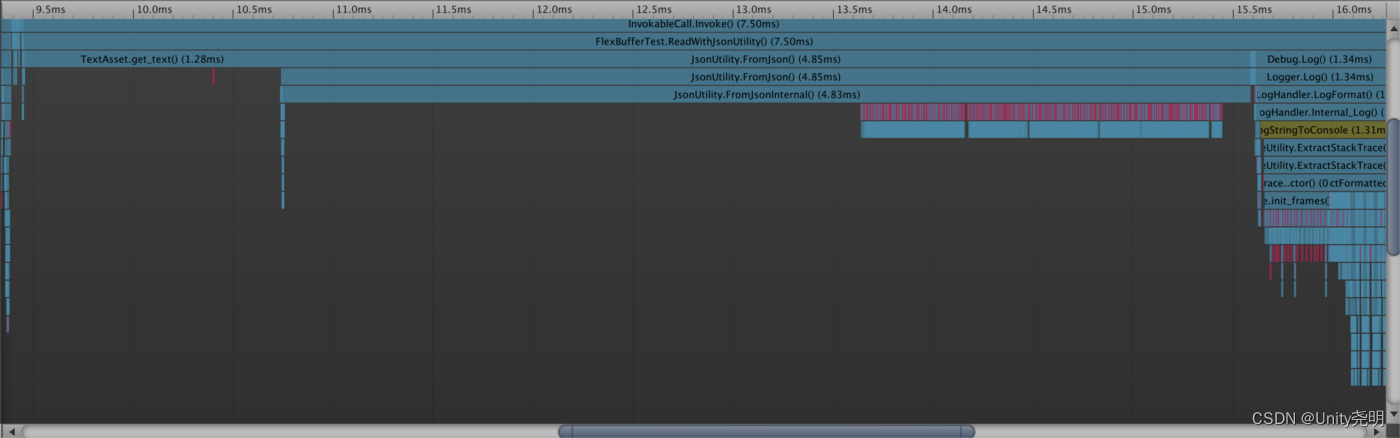 9.5ms 10.0ms 10.5ms 11.0ms 11.5ms 12.0ms 12.5ms 13.0ms 13.5ms 14.0ms 14.5ms 15.0ms 15.5ms 16.0ms
InvokableCall.Invoke() (7.50ms)
FlexBufferTest.ReadWithJsonUtility() (7.50ms)
TextAsset.get_text() (1.28ms) JsonUtility.FromJson() (4.85ms) Debug.Log() (1.34ms)
JsonUtility.FromJson() (4.85ms) Logger.Log() (1.34ms)
JsonUtility.FromJsonInternal() (4.83ms) LogHandler.LogFormat() (1
ogHandler.Internal_Log() (
gStringToConsole (1.31m
eUtility.ExtractStackTrace(
eUtility.ExtractStackTrace(
race..ctor() (0 ctFormatted
e.init_frames(
CSDN @Unity尧明